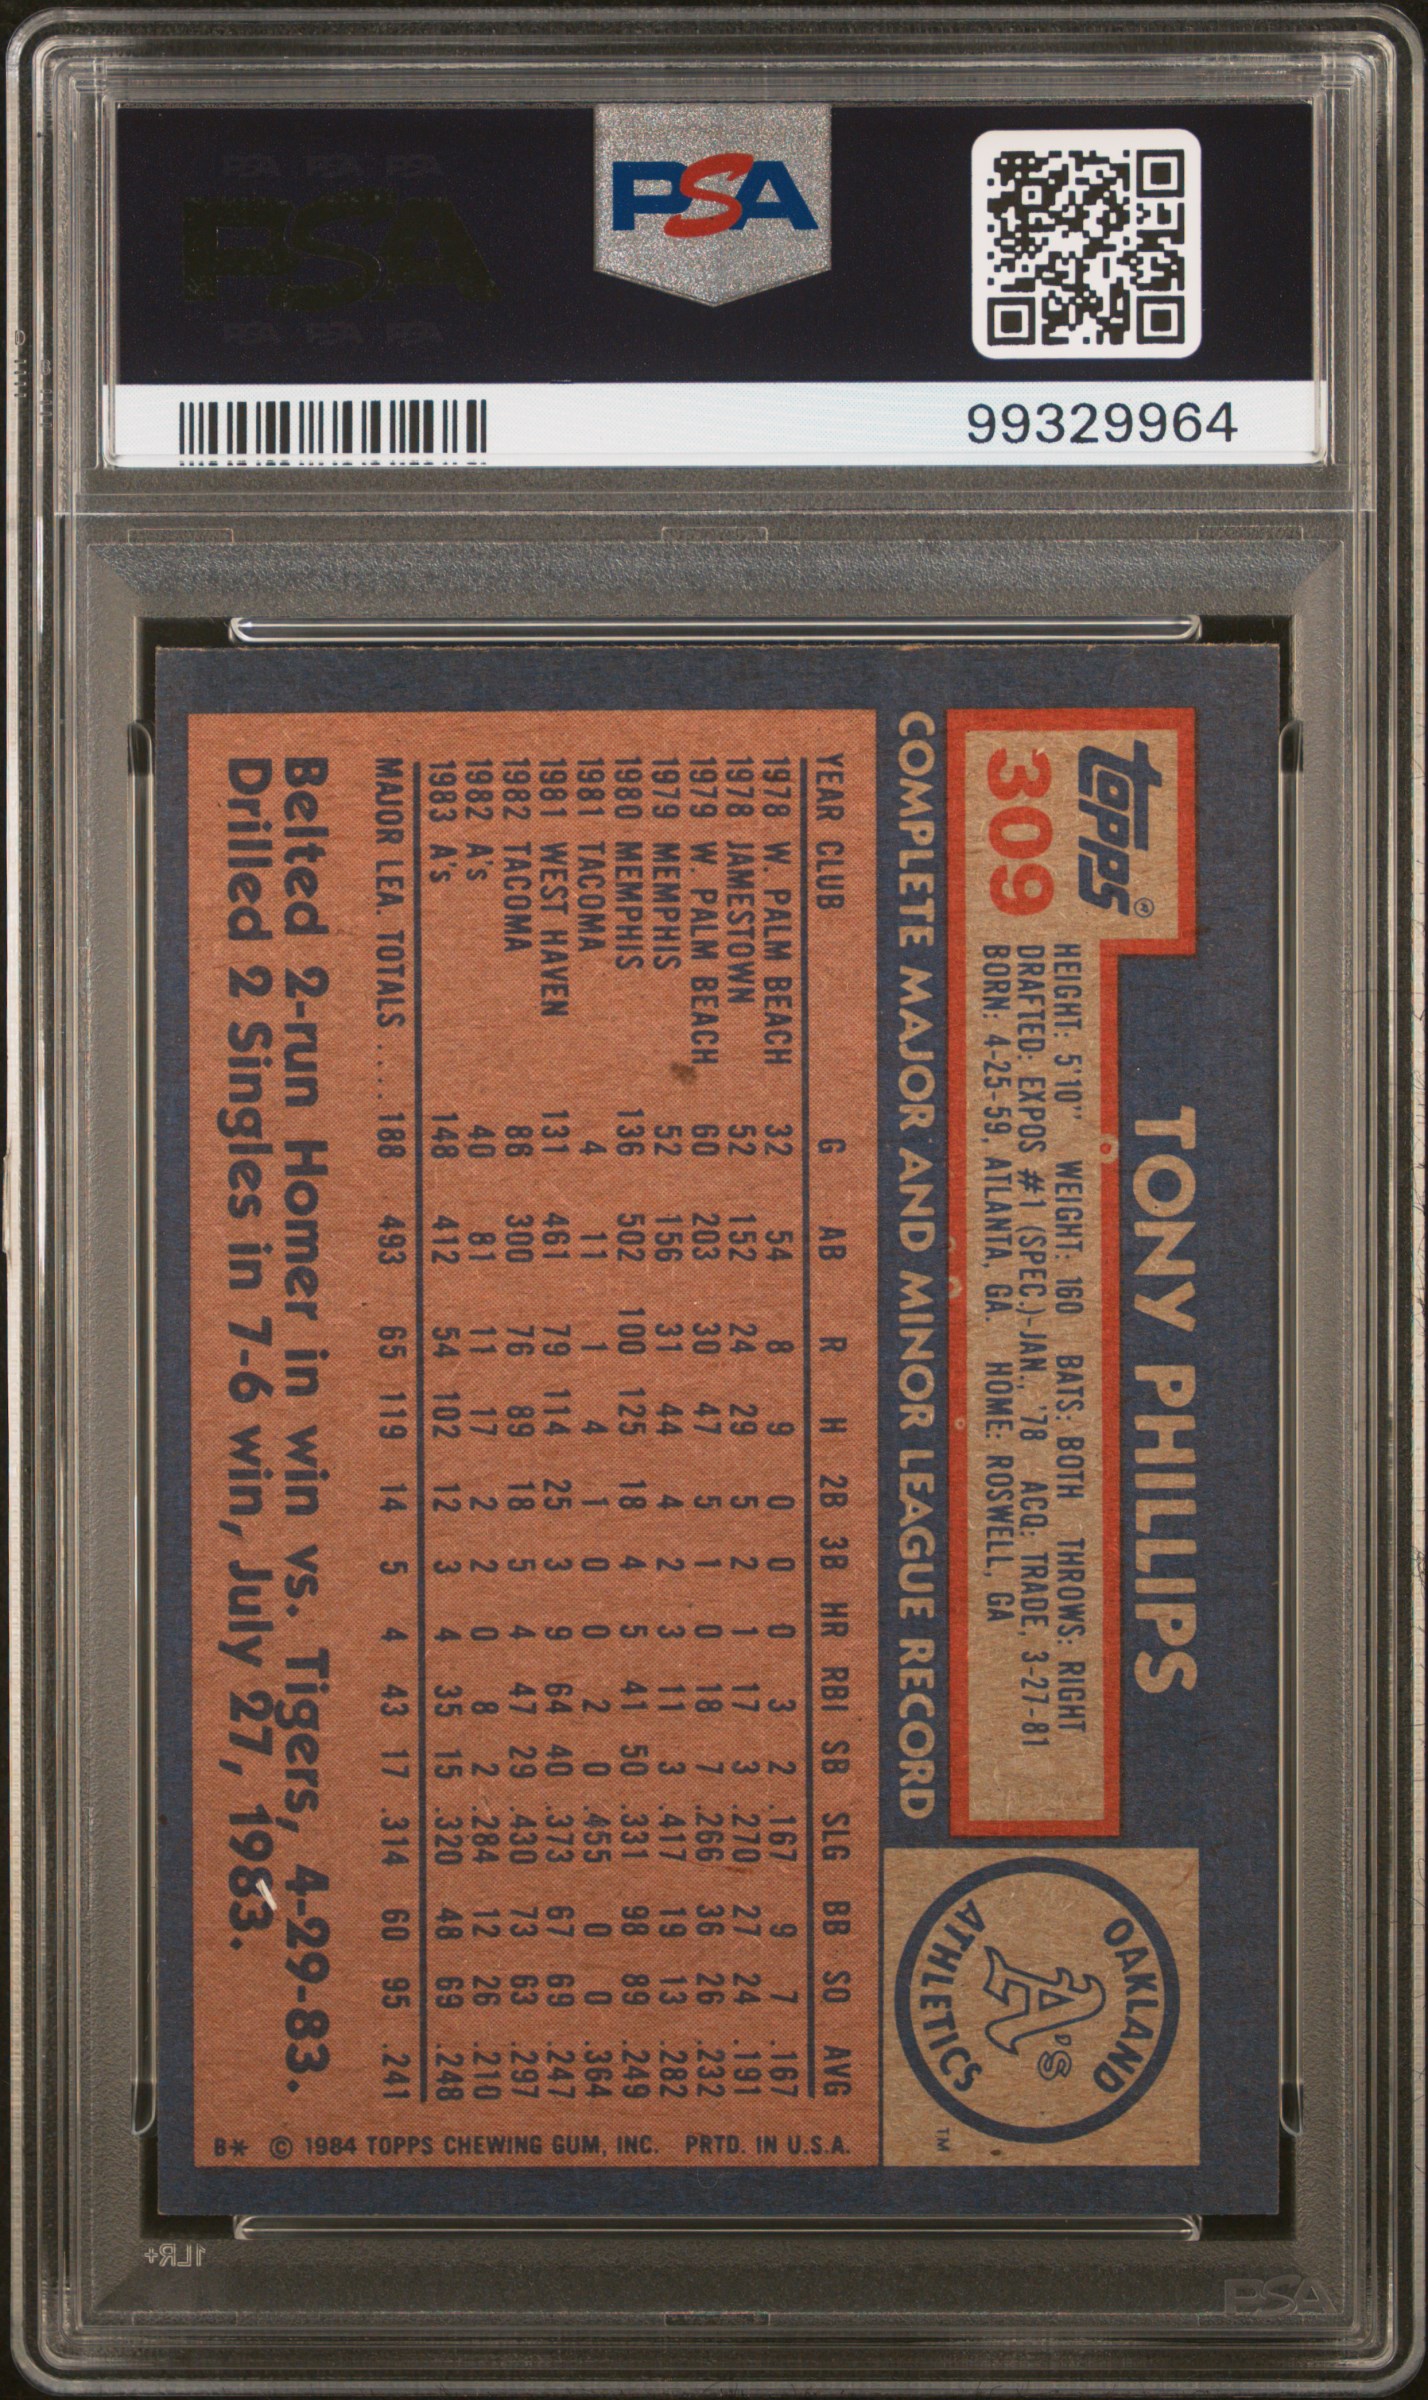 PSA PSA PSA
PSA
PSA PSA PSA
PSA
99329964
topps®
309
TONY PHILLIPS
HEIGHT: 5'10" WEIGHT: 160 BATS: BOTH THROWS: RIGHT
DRAFTED: EXPOS #1 (SPEC.)-JAN., '78 ACQ: TRADE, 3-27-81
BORN: 4-25-59, ATLANTA, GA. HOME: ROSWELL, GA
OAKLAND
A's
ATHLETICS
TM
COMPLETE MAJOR AND MINOR LEAGUE RECORD
YEAR CLUB G AB R H 2B 3B HR RBI SB SLG BB SO AVG
1978 W. PALM BEACH 32 54 8 9 0 0 0 3 2 .167 9 7 .167
1978 JAMESTOWN 52 152 24 29 5 2 1 17 3 .270 27 24 .191
1979 W. PALM BEACH 60 203 30 47 5 1 0 18 7 .266 36 26 .232
1979 MEMPHIS 52 156 31 44 4 2 3 11 3 .417 19 13 .282
1980 MEMPHIS 136 502 100 125 18 4 5 41 50 .331 98 89 .249
1981 TACOMA 4 11 1 4 1 0 0 2 0 .455 0 0 .364
1981 WEST HAVEN 131 461 79 114 25 3 9 64 40 .373 67 69 .247
1982 TACOMA 86 300 76 89 18 5 4 47 29 .430 73 63 .297
1982 A's 40 81 11 17 2 2 0 8 2 .284 12 26 .210
1983 A's 148 412 54 102 12 3 4 35 15 .320 48 69 .248
MAJOR LEA. TOTALS .... 188 493 65 119 14 5 4 43 17 .314 60 95 .241
Belted 2-run Homer in win vs. Tigers, 4-29-83.
Drilled 2 Singles in 7-6 win, July 27, 1983.
B* © 1984 TOPPS CHEWING GUM, INC. PRTD. IN U.S.A.
1LR+
PSA